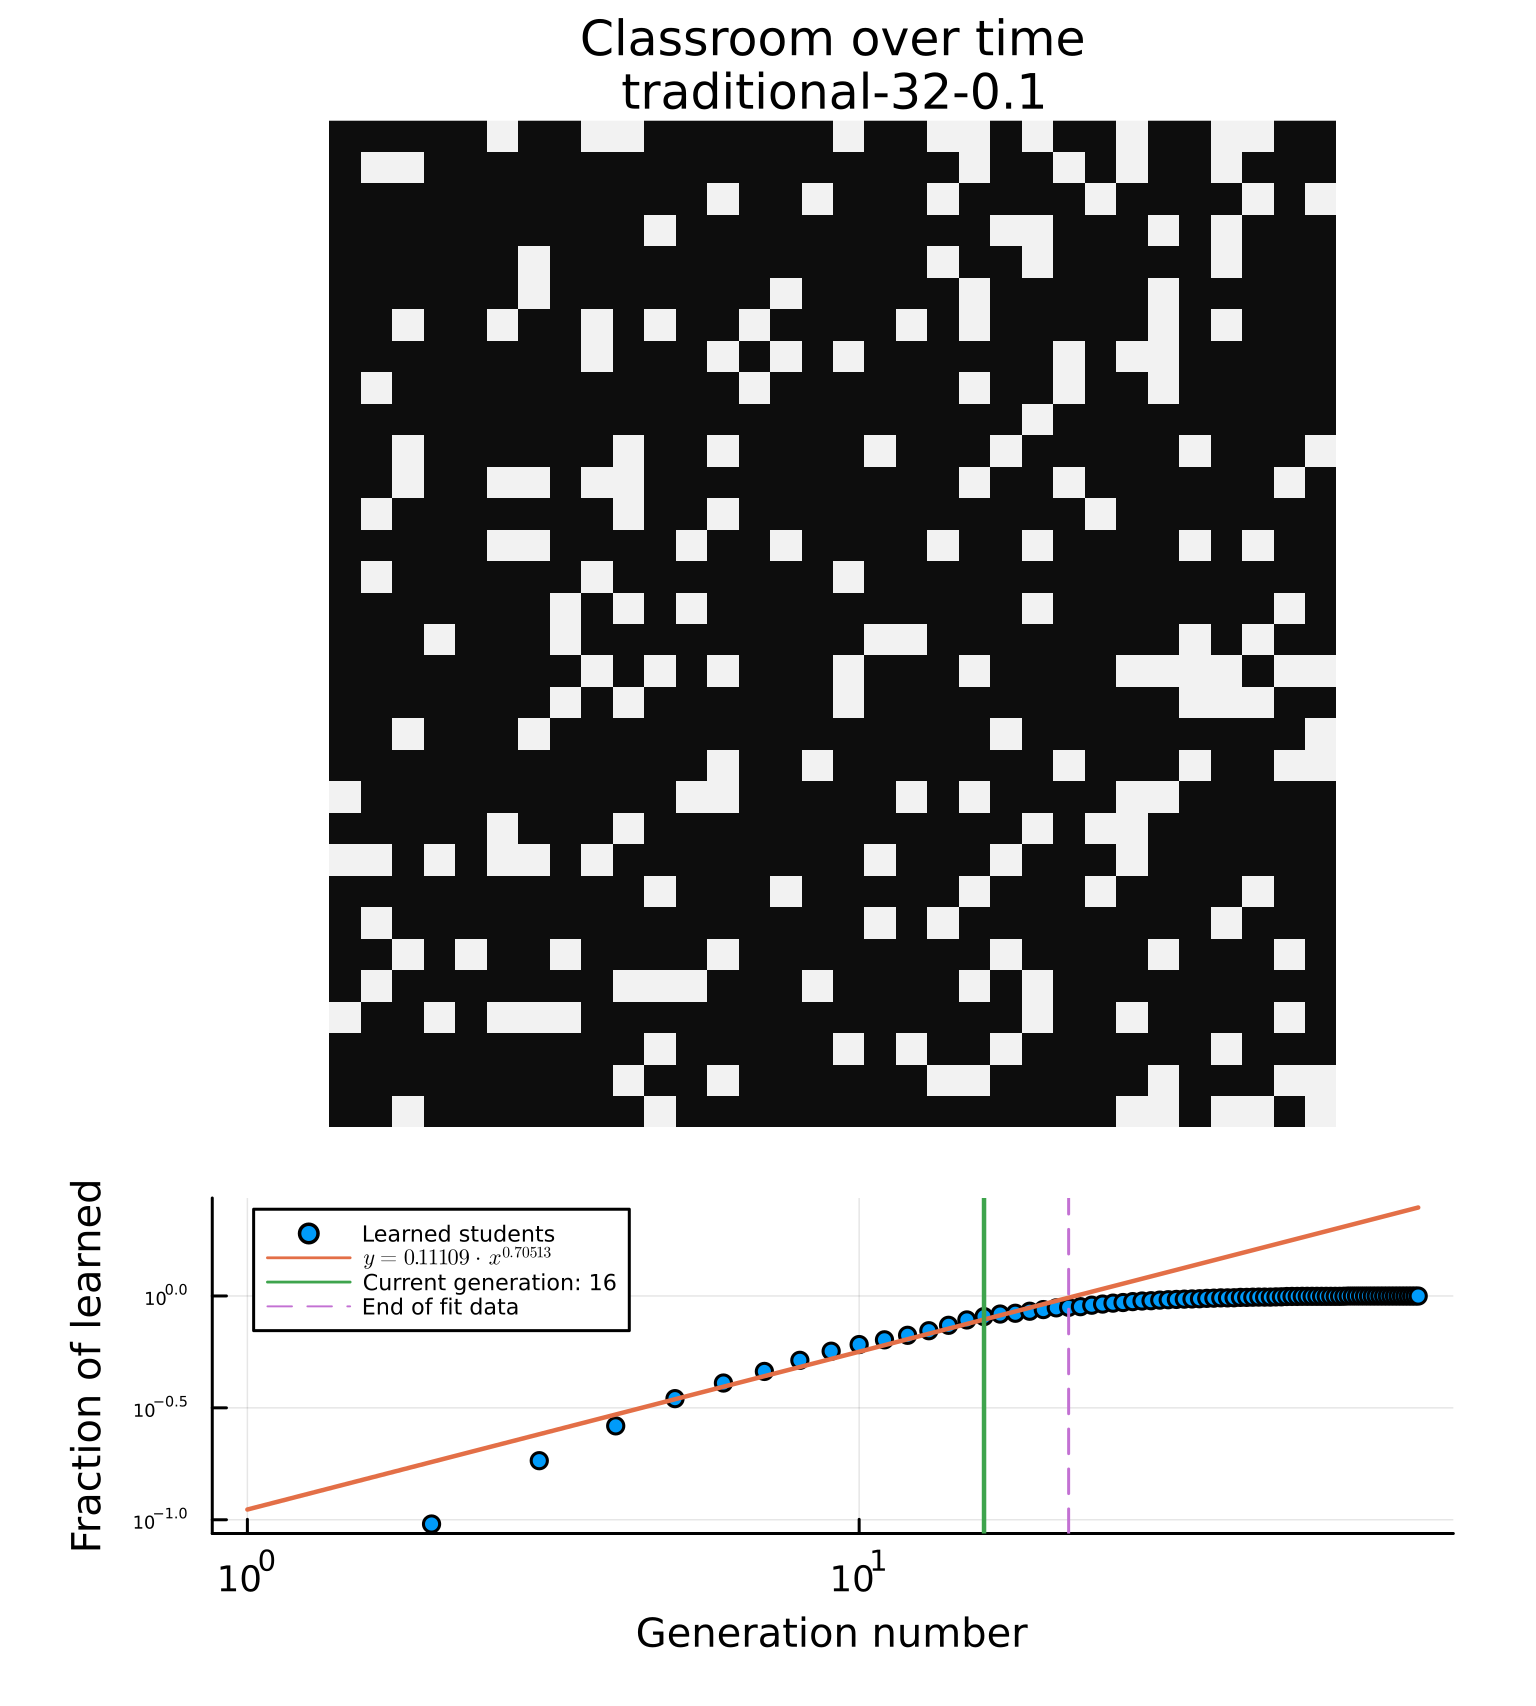 Classroom over time
traditional-32-0.1
Fraction of learned
Learned students
y = 0.11109 · x^0.70513
Current generation: 16
End of fit data
10^0.0
10^−0.5
10^−1.0
10^0
10^1
Generation number